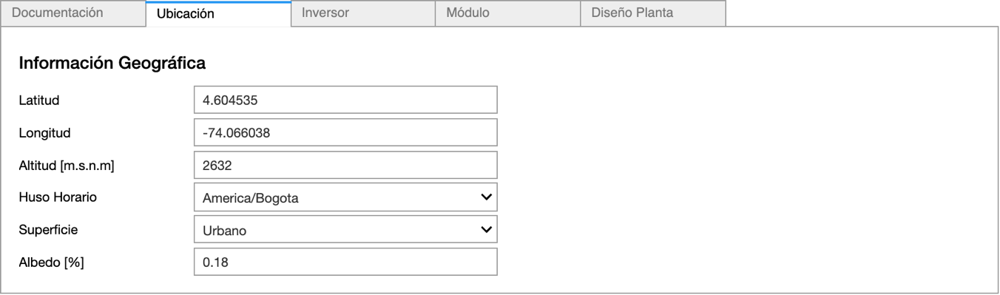 Documentación Ubicación Inversor Módulo Diseño Planta
Información Geográfica
Latitud 4.604535
Longitud -74.066038
Altitud [m.s.n.m] 2632
Huso Horario America/Bogota
Superficie Urbano
Albedo [%] 0.18